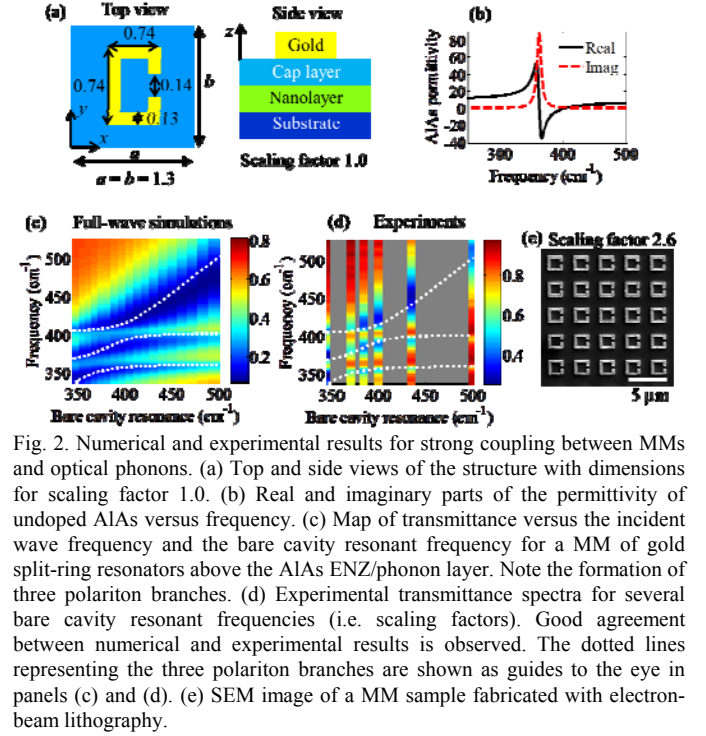 (a)
Top view
Side view
(b)
0.74
z
Gold
Cap layer
Nanolayer
Substrate
0.74
0.14
b
y
0.13
x
a
a = b = 1.3
Scaling factor 1.0
AlAs permittivity
80
60
40
20
0
-20
-40
Real
Imag
300
400
500
Frequency (cm-1)
(c)
Full-wave simulations
(d)
Experiments
(e) Scaling factor 2.6
Frequency (cm-1)
500
450
400
350
350
400
450
500
Bare cavity resonance (cm-1)
0.8
0.6
0.4
0.2
Frequency (cm-1)
500
450
400
350
350
400
450
500
Bare cavity resonance (cm-1)
0.8
0.6
0.4
5 µm
Fig. 2. Numerical and experimental results for strong coupling between MMs
and optical phonons. (a) Top and side views of the structure with dimensions
for scaling factor 1.0. (b) Real and imaginary parts of the permittivity of
undoped AlAs versus frequency. (c) Map of transmittance versus the incident
wave frequency and the bare cavity resonant frequency for a MM of gold
split-ring resonators above the AlAs ENZ/phonon layer. Note the formation of
three polariton branches. (d) Experimental transmittance spectra for several
bare cavity resonant frequencies (i.e. scaling factors). Good agreement
between numerical and experimental results is observed. The dotted lines
representing the three polariton branches are shown as guides to the eye in
panels (c) and (d). (e) SEM image of a MM sample fabricated with electron-
beam lithography.